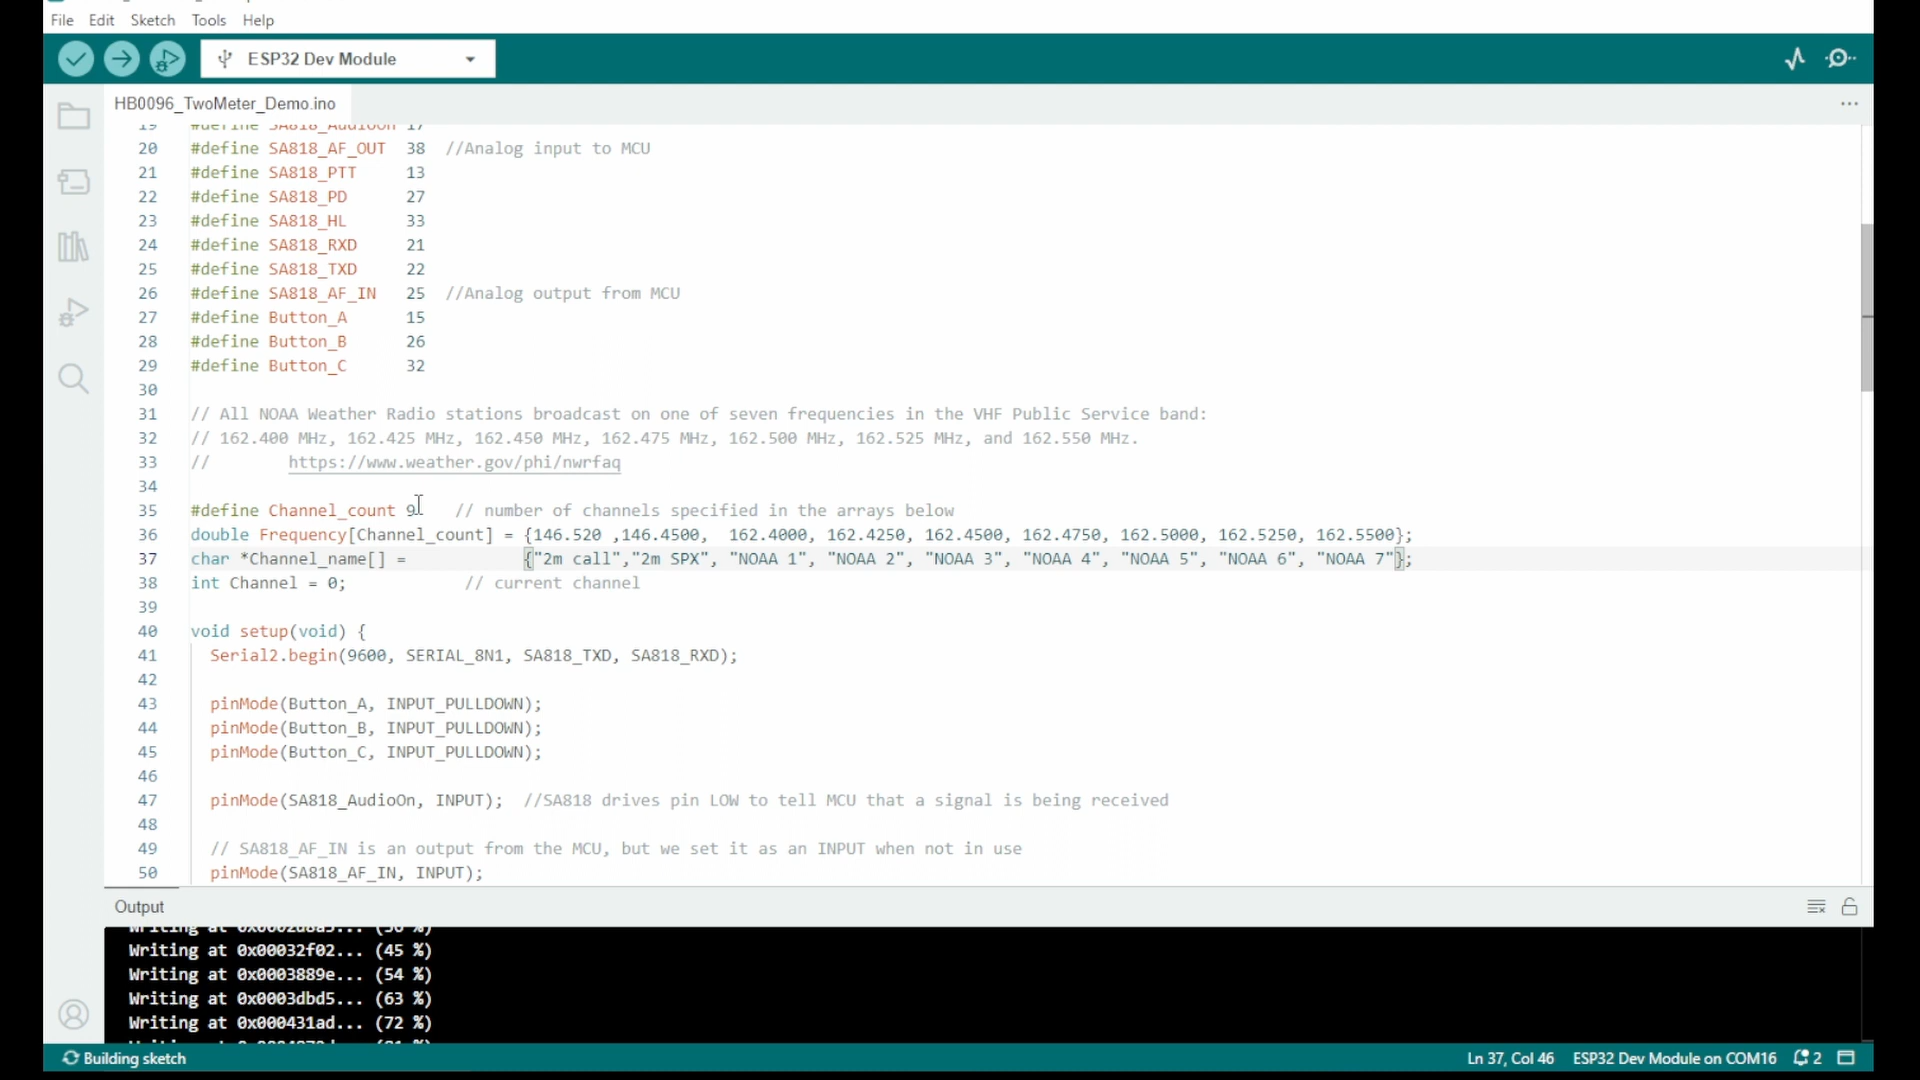 File Edit Sketch Tools Help
ESP32 Dev Module
HB0096_TwoMeter_Demo.ino
19 #define SA818_AudioOn 17
20 #define SA818_AF_OUT 38 //Analog input to MCU
21 #define SA818_PTT 13
22 #define SA818_PD 27
23 #define SA818_HL 33
24 #define SA818_RXD 21
25 #define SA818_TXD 22
26 #define SA818_AF_IN 25 //Analog output from MCU
27 #define Button_A 15
28 #define Button_B 26
29 #define Button_C 32
30
31 // All NOAA Weather Radio stations broadcast on one of seven frequencies in the VHF Public Service band:
32 // 162.400 MHz, 162.425 MHz, 162.450 MHz, 162.475 MHz, 162.500 MHz, 162.525 MHz, and 162.550 MHz.
33 // https://www.weather.gov/phi/nwrfaq
34
35 #define Channel_count 9 // number of channels specified in the arrays below
36 double Frequency[Channel_count] = {146.520 ,146.4500, 162.4000, 162.4250, 162.4500, 162.4750, 162.5000, 162.5250, 162.5500};
37 char *Channel_name[] = {"2m call","2m SPX", "NOAA 1", "NOAA 2", "NOAA 3", "NOAA 4", "NOAA 5", "NOAA 6", "NOAA 7"};
38 int Channel = 0; // current channel
39
40 void setup(void) {
41 Serial2.begin(9600, SERIAL_8N1, SA818_TXD, SA818_RXD);
42
43 pinMode(Button_A, INPUT_PULLDOWN);
44 pinMode(Button_B, INPUT_PULLDOWN);
45 pinMode(Button_C, INPUT_PULLDOWN);
46
47 pinMode(SA818_AudioOn, INPUT); //SA818 drives pin LOW to tell MCU that a signal is being received
48
49 // SA818_AF_IN is an output from the MCU, but we set it as an INPUT when not in use
50 pinMode(SA818_AF_IN, INPUT);
Output
Writing at 0x00032f02... (45 %)
Writing at 0x0003889e... (54 %)
Writing at 0x0003dbd5... (63 %)
Writing at 0x000431ad... (72 %)
Building sketch Ln 37, Col 46 ESP32 Dev Module on COM16 2